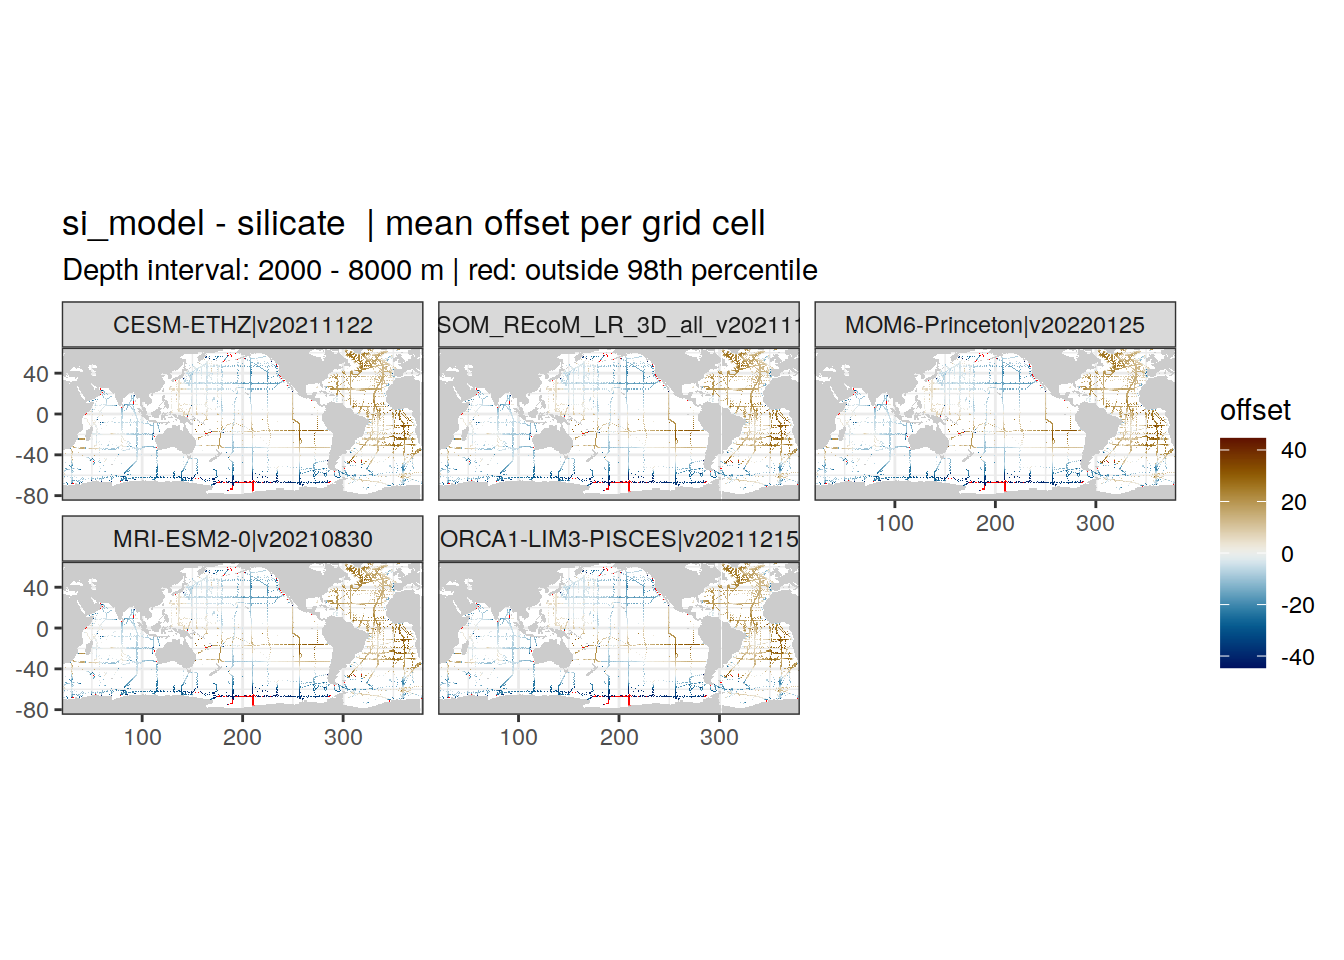 si_model - silicate  | mean offset per grid cell
Depth interval: 2000 - 8000 m | red: outside 98th percentile
CESM-ETHZ|v20211122
SOM_REcoM_LR_3D_all_v202111
MOM6-Princeton|v20220125
40
0
-40
-80
100 200 300
MRI-ESM2-0|v20210830
ORCA1-LIM3-PISCES|v20211215
40
0
-40
-80
100 200 300
100 200 300
offset
40
20
0
-20
-40